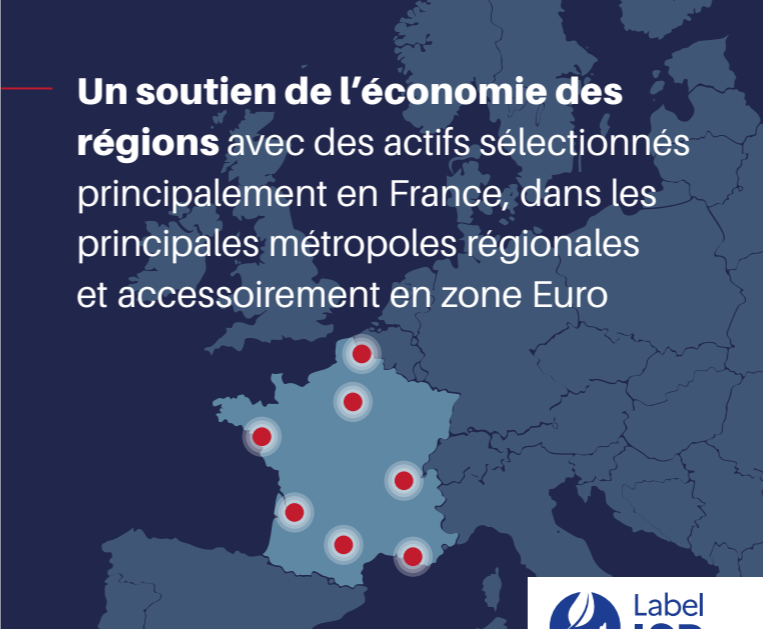 Un soutien de l’économie des
régions avec des actifs sélectionnés
principalement en France, dans les
principales métropoles régionales
et accessoirement en zone Euro
Label